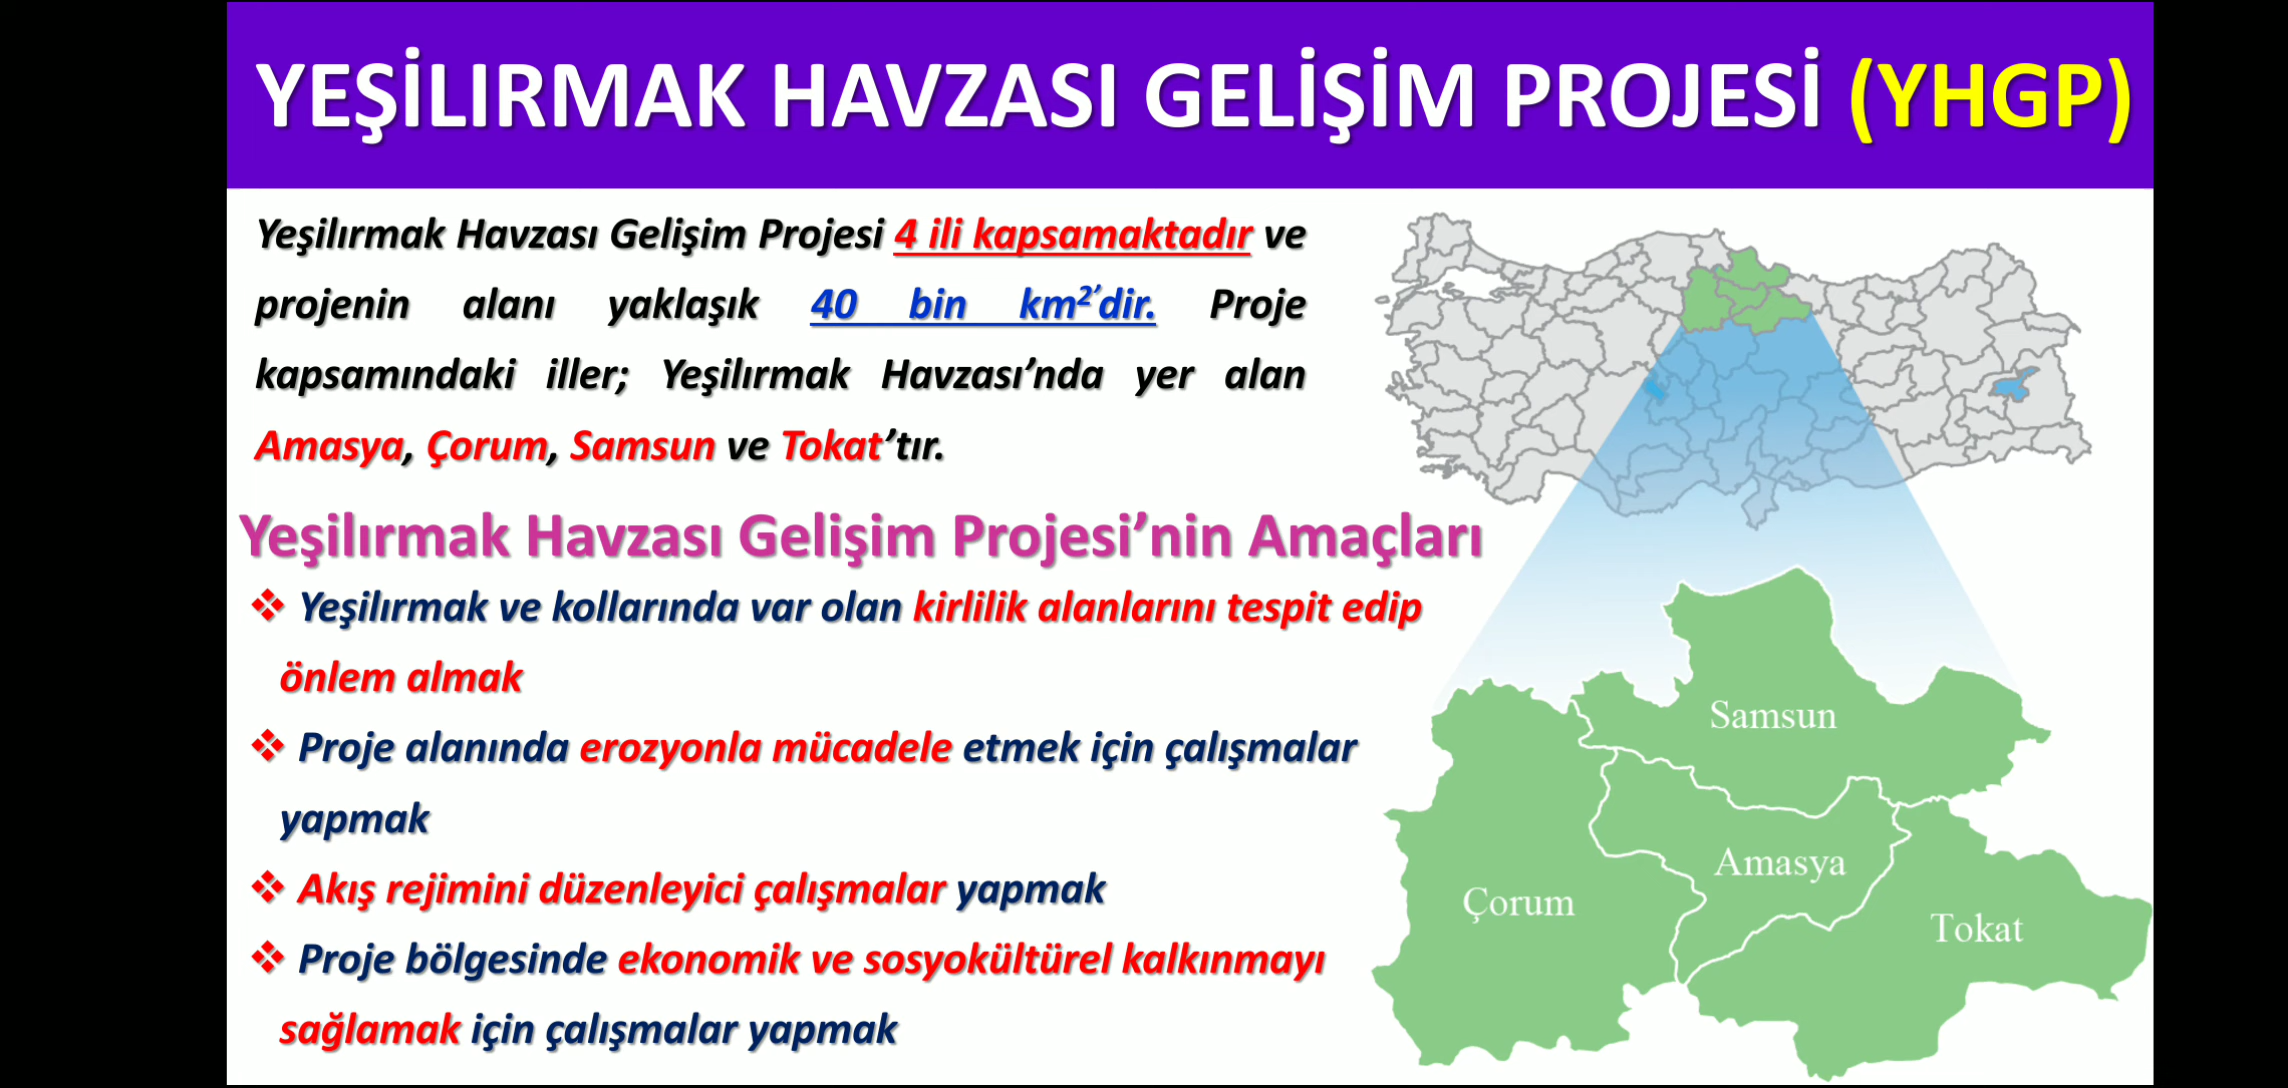 YEŞİLIRMAK HAVZASI GELİŞİM PROJESİ (YHGP)
Yeşilırmak Havzası Gelişim Projesi 4 ili kapsamaktadır ve
projenin alanı yaklaşık 40 bin km²’dir. Proje
kapsamındaki iller; Yeşilırmak Havzası’nda yer alan
Amasya, Çorum, Samsun ve Tokat’tır.
Yeşilırmak Havzası Gelişim Projesi’nin Amaçları
❖ Yeşilırmak ve kollarında var olan kirlilik alanlarını tespit edip
önlem almak
❖ Proje alanında erozyonla mücadele etmek için çalışmalar
yapmak
❖ Akış rejimini düzenleyici çalışmalar yapmak
❖ Proje bölgesinde ekonomik ve sosyokültürel kalkınmayı
sağlamak için çalışmalar yapmak
Samsun
Amasya
Çorum
Tokat